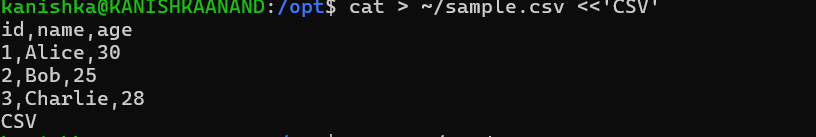 kanishka@KANISHKAANAND:/opt$ cat > ~/sample.csv <<'CSV'
id,name,age
1,Alice,30
2,Bob,25
3,Charlie,28
CSV